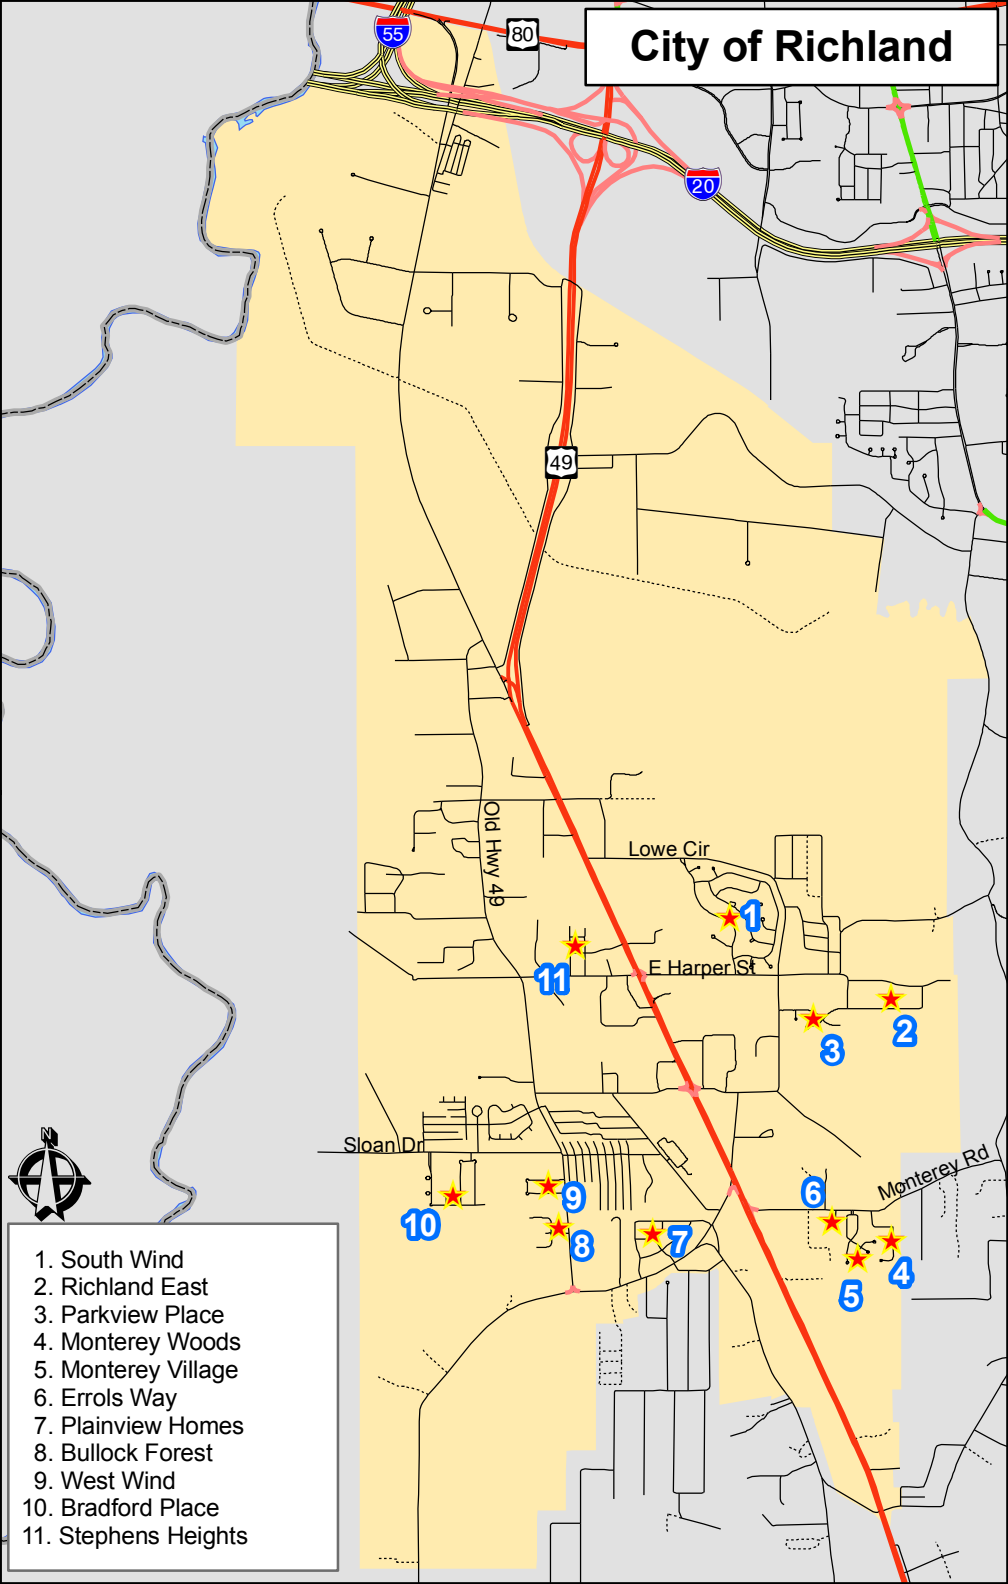 55
80
City of Richland
20
49
Old Hwy 49
Lowe Cir
1
11
E Harper St
2
3
Sloan Dr
Monterey Rd
9
6
10
8
7
4
5
N
1. South Wind
2. Richland East
3. Parkview Place
4. Monterey Woods
5. Monterey Village
6. Errols Way
7. Plainview Homes
8. Bullock Forest
9. West Wind
10. Bradford Place
11. Stephens Heights